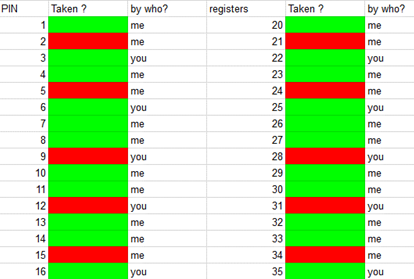 PIN Taken ? by who? registers Taken ? by who?
1 me 20 me
2 me 21 me
3 you 22 you
4 me 23 me
5 me 24 me
6 you 25 you
7 me 26 me
8 me 27 me
9 you 28 you
10 me 29 me
11 me 30 me
12 you 31 you
13 me 32 me
14 me 33 me
15 me 34 me
16 you 35 you